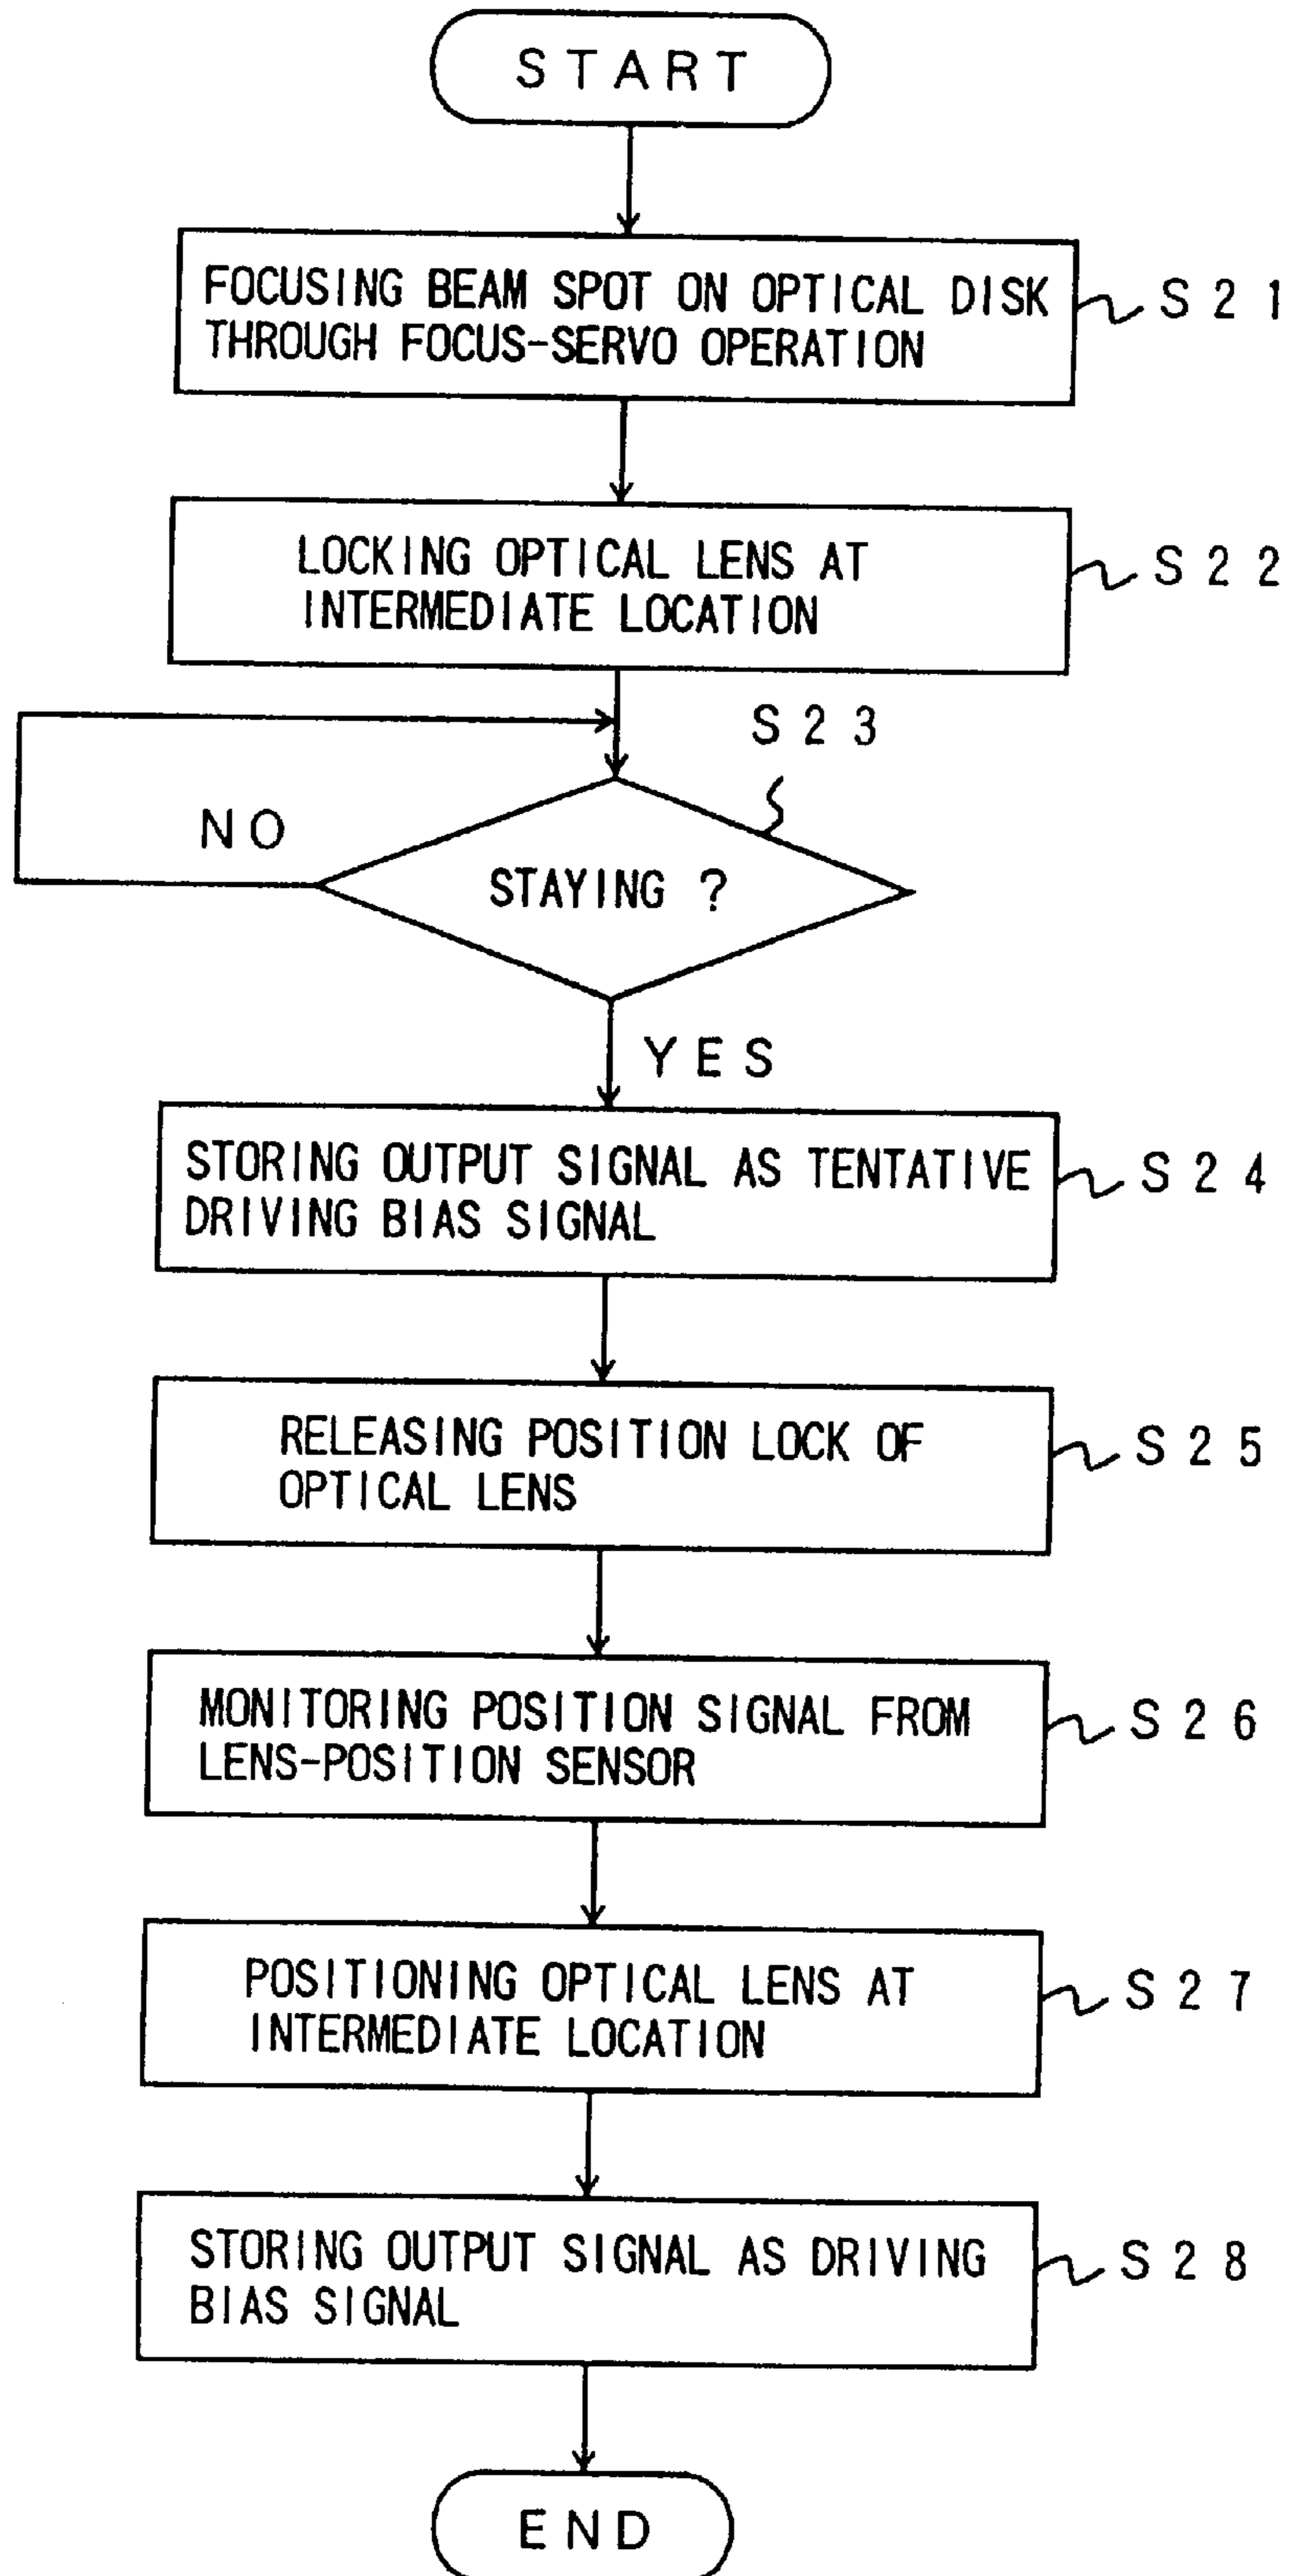 START
FOCUSING BEAM SPOT ON OPTICAL DISK
THROUGH FOCUS-SERVO OPERATION
S21
LOCKING OPTICAL LENS AT
INTERMEDIATE LOCATION
S22
S23
NO
STAYING ?
YES
STORING OUTPUT SIGNAL AS TENTATIVE
DRIVING BIAS SIGNAL
S24
RELEASING POSITION LOCK OF
OPTICAL LENS
S25
MONITORING POSITION SIGNAL FROM
LENS-POSITION SENSOR
S26
POSITIONING OPTICAL LENS AT
INTERMEDIATE LOCATION
S27
STORING OUTPUT SIGNAL AS DRIVING
BIAS SIGNAL
S28
END